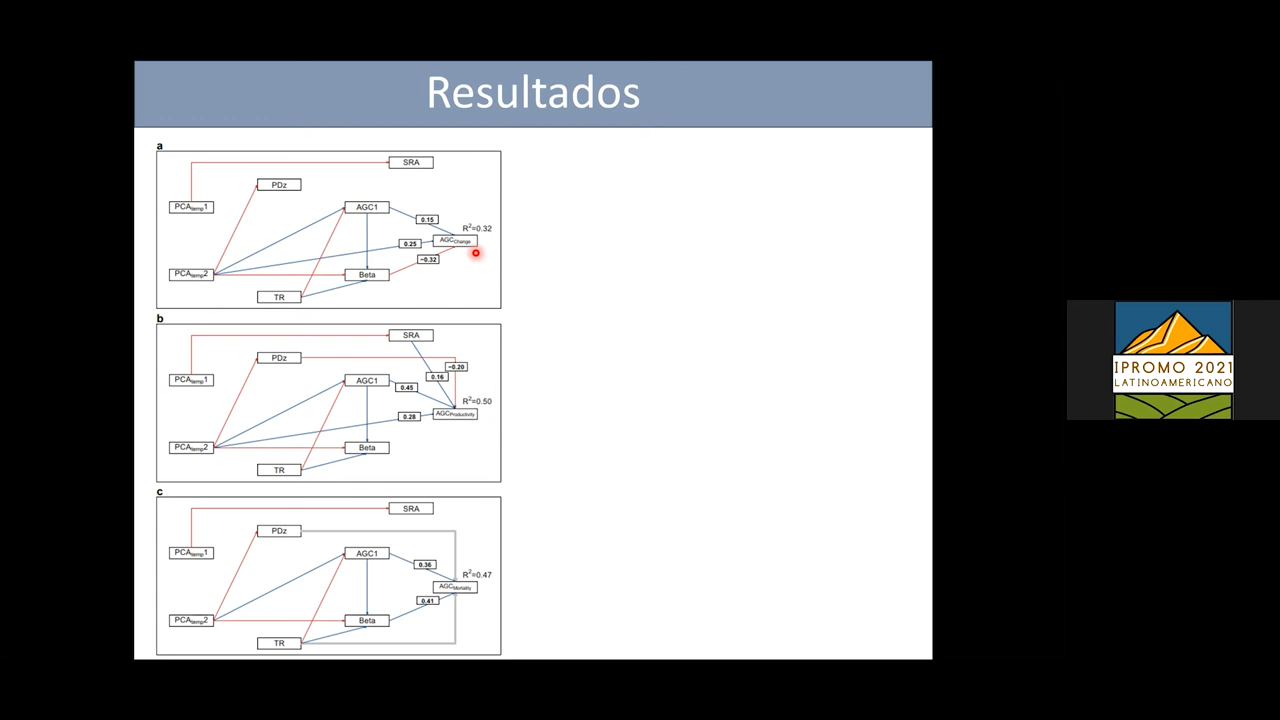 Resultados
a
SRA
PDz
PCAtemp1
AGC1
0.15
R²=0.32
AGCChange
0.25
−0.32
PCAtemp2
Beta
TR
b
SRA
PDz
−0.20
0.16
PCAtemp1
AGC1
0.45
R²=0.50
AGCProductivity
0.28
PCAtemp2
Beta
TR
c
SRA
PDz
PCAtemp1
AGC1
0.36
R²=0.47
AGCMortality
0.41
PCAtemp2
Beta
TR
IPROMO 2021
LATINOAMERICANO